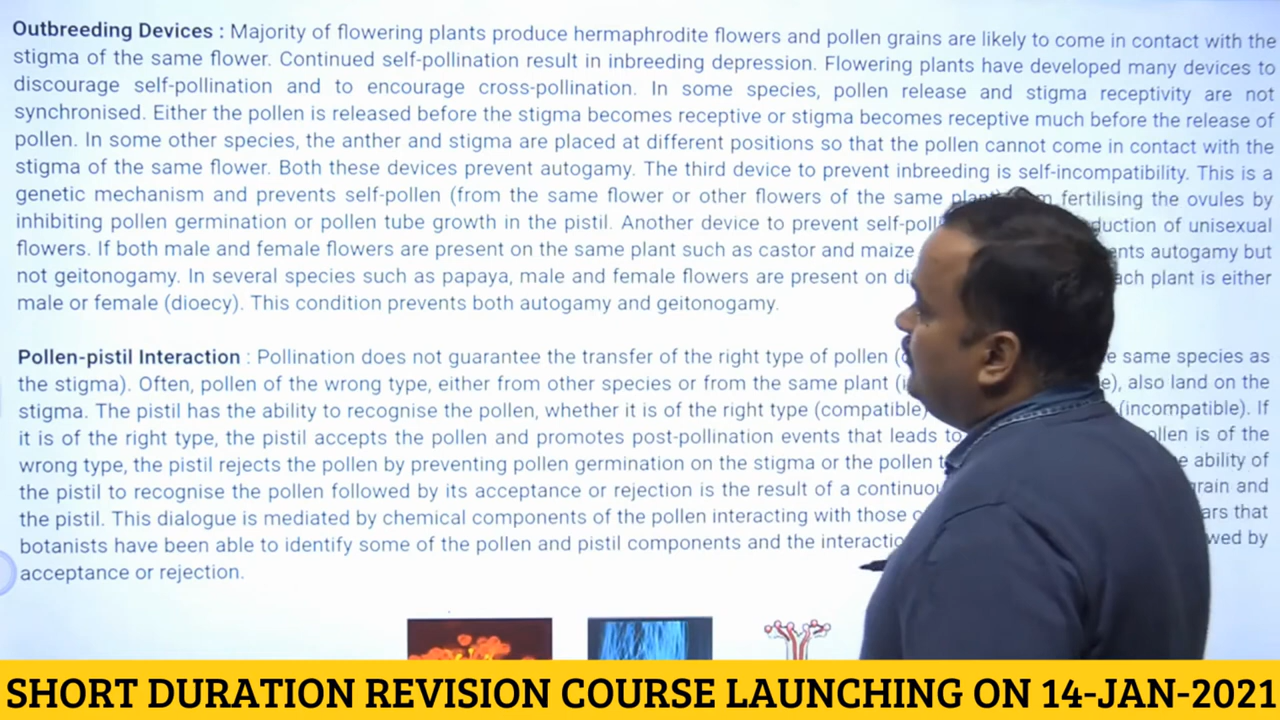 Outbreeding Devices : Majority of flowering plants produce hermaphrodite flowers and pollen grains are likely to come in contact with the
stigma of the same flower. Continued self-pollination result in inbreeding depression. Flowering plants have developed many devices to
discourage self-pollination and to encourage cross-pollination. In some species, pollen release and stigma receptivity are not
synchronised. Either the pollen is released before the stigma becomes receptive or stigma becomes receptive much before the release of
pollen. In some other species, the anther and stigma are placed at different positions so that the pollen cannot come in contact with the
stigma of the same flower. Both these devices prevent autogamy. The third device to prevent inbreeding is self-incompatibility. This is a
genetic mechanism and prevents self-pollen (from the same flower or other flowers of the same fertilising the ovules by
inhibiting pollen germination or pollen tube growth in the pistil. Another device to prevent of unisexual
flowers. If both male and female flowers are present on the same plant such as castor and maize autogamy but
not geitonogamy. In several species such as papaya, male and female flowers are present on plant is either
male or female (dioecy). This condition prevents both autogamy and geitonogamy.
Pollen-pistil Interaction : Pollination does not guarantee the transfer of the right type of pollen same species as
the stigma). Often, pollen of the wrong type, either from other species or from the same plant also land on the
stigma. The pistil has the ability to recognise the pollen, whether it is of the right type (compatible) (incompatible). If
it is of the right type, the pistil accepts the pollen and promotes post-pollination events that leads to is of the
wrong type, the pistil rejects the pollen by preventing pollen germination on the stigma or the pollen ability of
the pistil to recognise the pollen followed by its acceptance or rejection is the result of a and
the pistil. This dialogue is mediated by chemical components of the pollen interacting with those that
botanists have been able to identify some of the pollen and pistil components and the by
acceptance or rejection.
SHORT DURATION REVISION COURSE LAUNCHING ON 14-JAN-2021